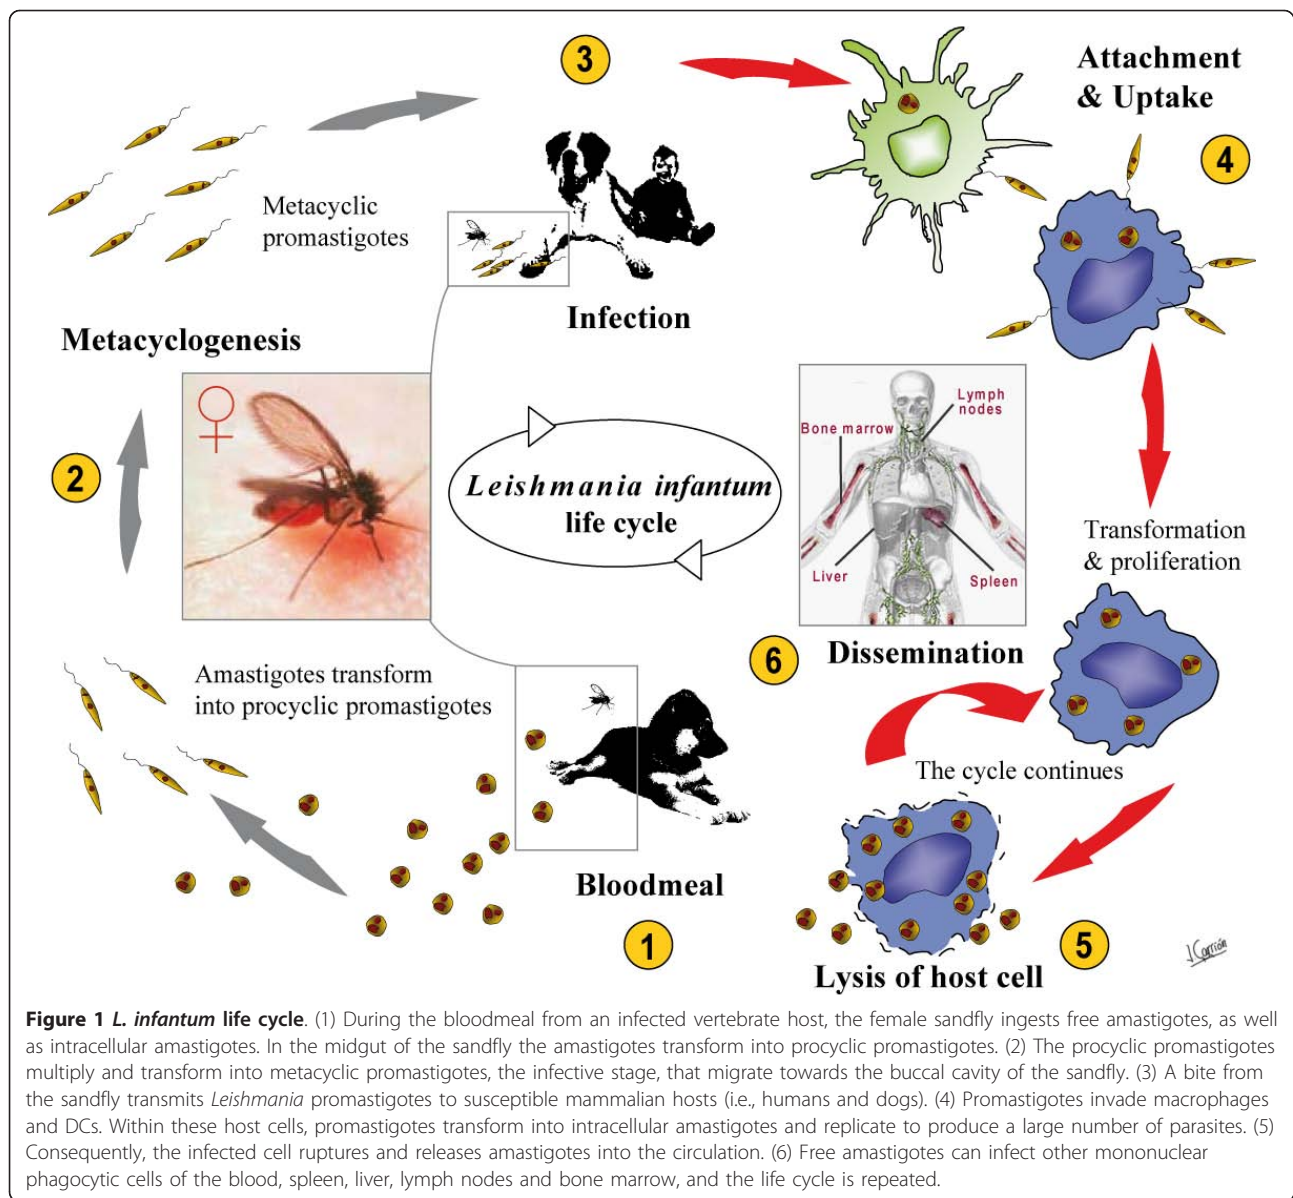 3
Attachment
& Uptake
4
Metacyclic
promastigotes
Infection
Metacyclogenesis
2
Leishmania infantum
life cycle
Lymph
nodes
Bone marrow
Liver
Spleen
Transformation
& proliferation
6
Dissemination
Amastigotes transform
into procyclic promastigotes
The cycle continues
Bloodmeal
1
5
Lysis of host cell
J Carrión
Figure 1 L. infantum life cycle. (1) During the bloodmeal from an infected vertebrate host, the female sandfly ingests free amastigotes, as well
as intracellular amastigotes. In the midgut of the sandfly the amastigotes transform into procyclic promastigotes. (2) The procyclic promastigotes
multiply and transform into metacyclic promastigotes, the infective stage, that migrate towards the buccal cavity of the sandfly. (3) A bite from
the sandfly transmits Leishmania promastigotes to susceptible mammalian hosts (i.e., humans and dogs). (4) Promastigotes invade macrophages
and DCs. Within these host cells, promastigotes transform into intracellular amastigotes and replicate to produce a large number of parasites. (5)
Consequently, the infected cell ruptures and releases amastigotes into the circulation. (6) Free amastigotes can infect other mononuclear
phagocytic cells of the blood, spleen, liver, lymph nodes and bone marrow, and the life cycle is repeated.